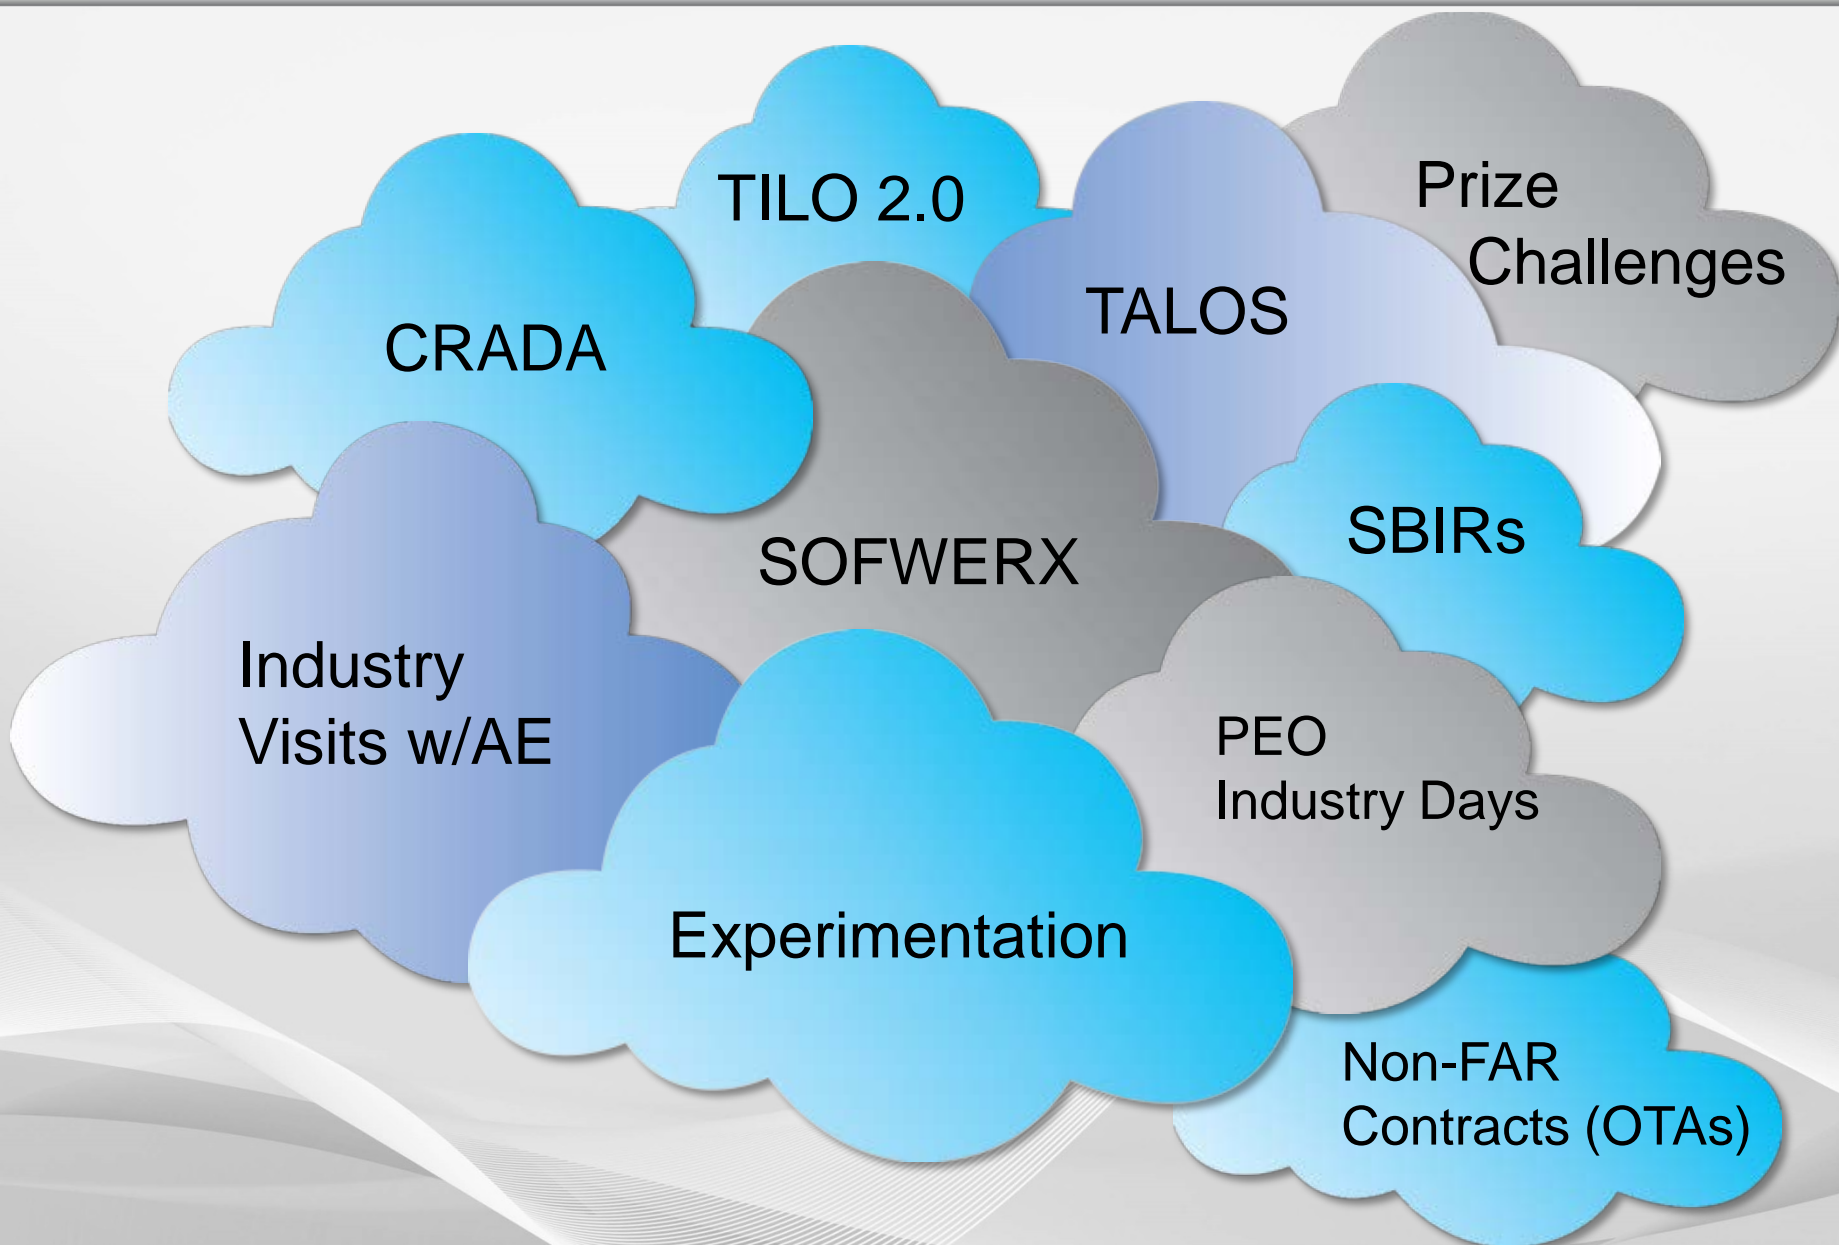 TILO 2.0
Prize
Challenges
CRADA
TALOS
SOFWERX
SBIRs
Industry
Visits w/AE
PEO
Industry Days
Experimentation
Non-FAR
Contracts (OTAs)